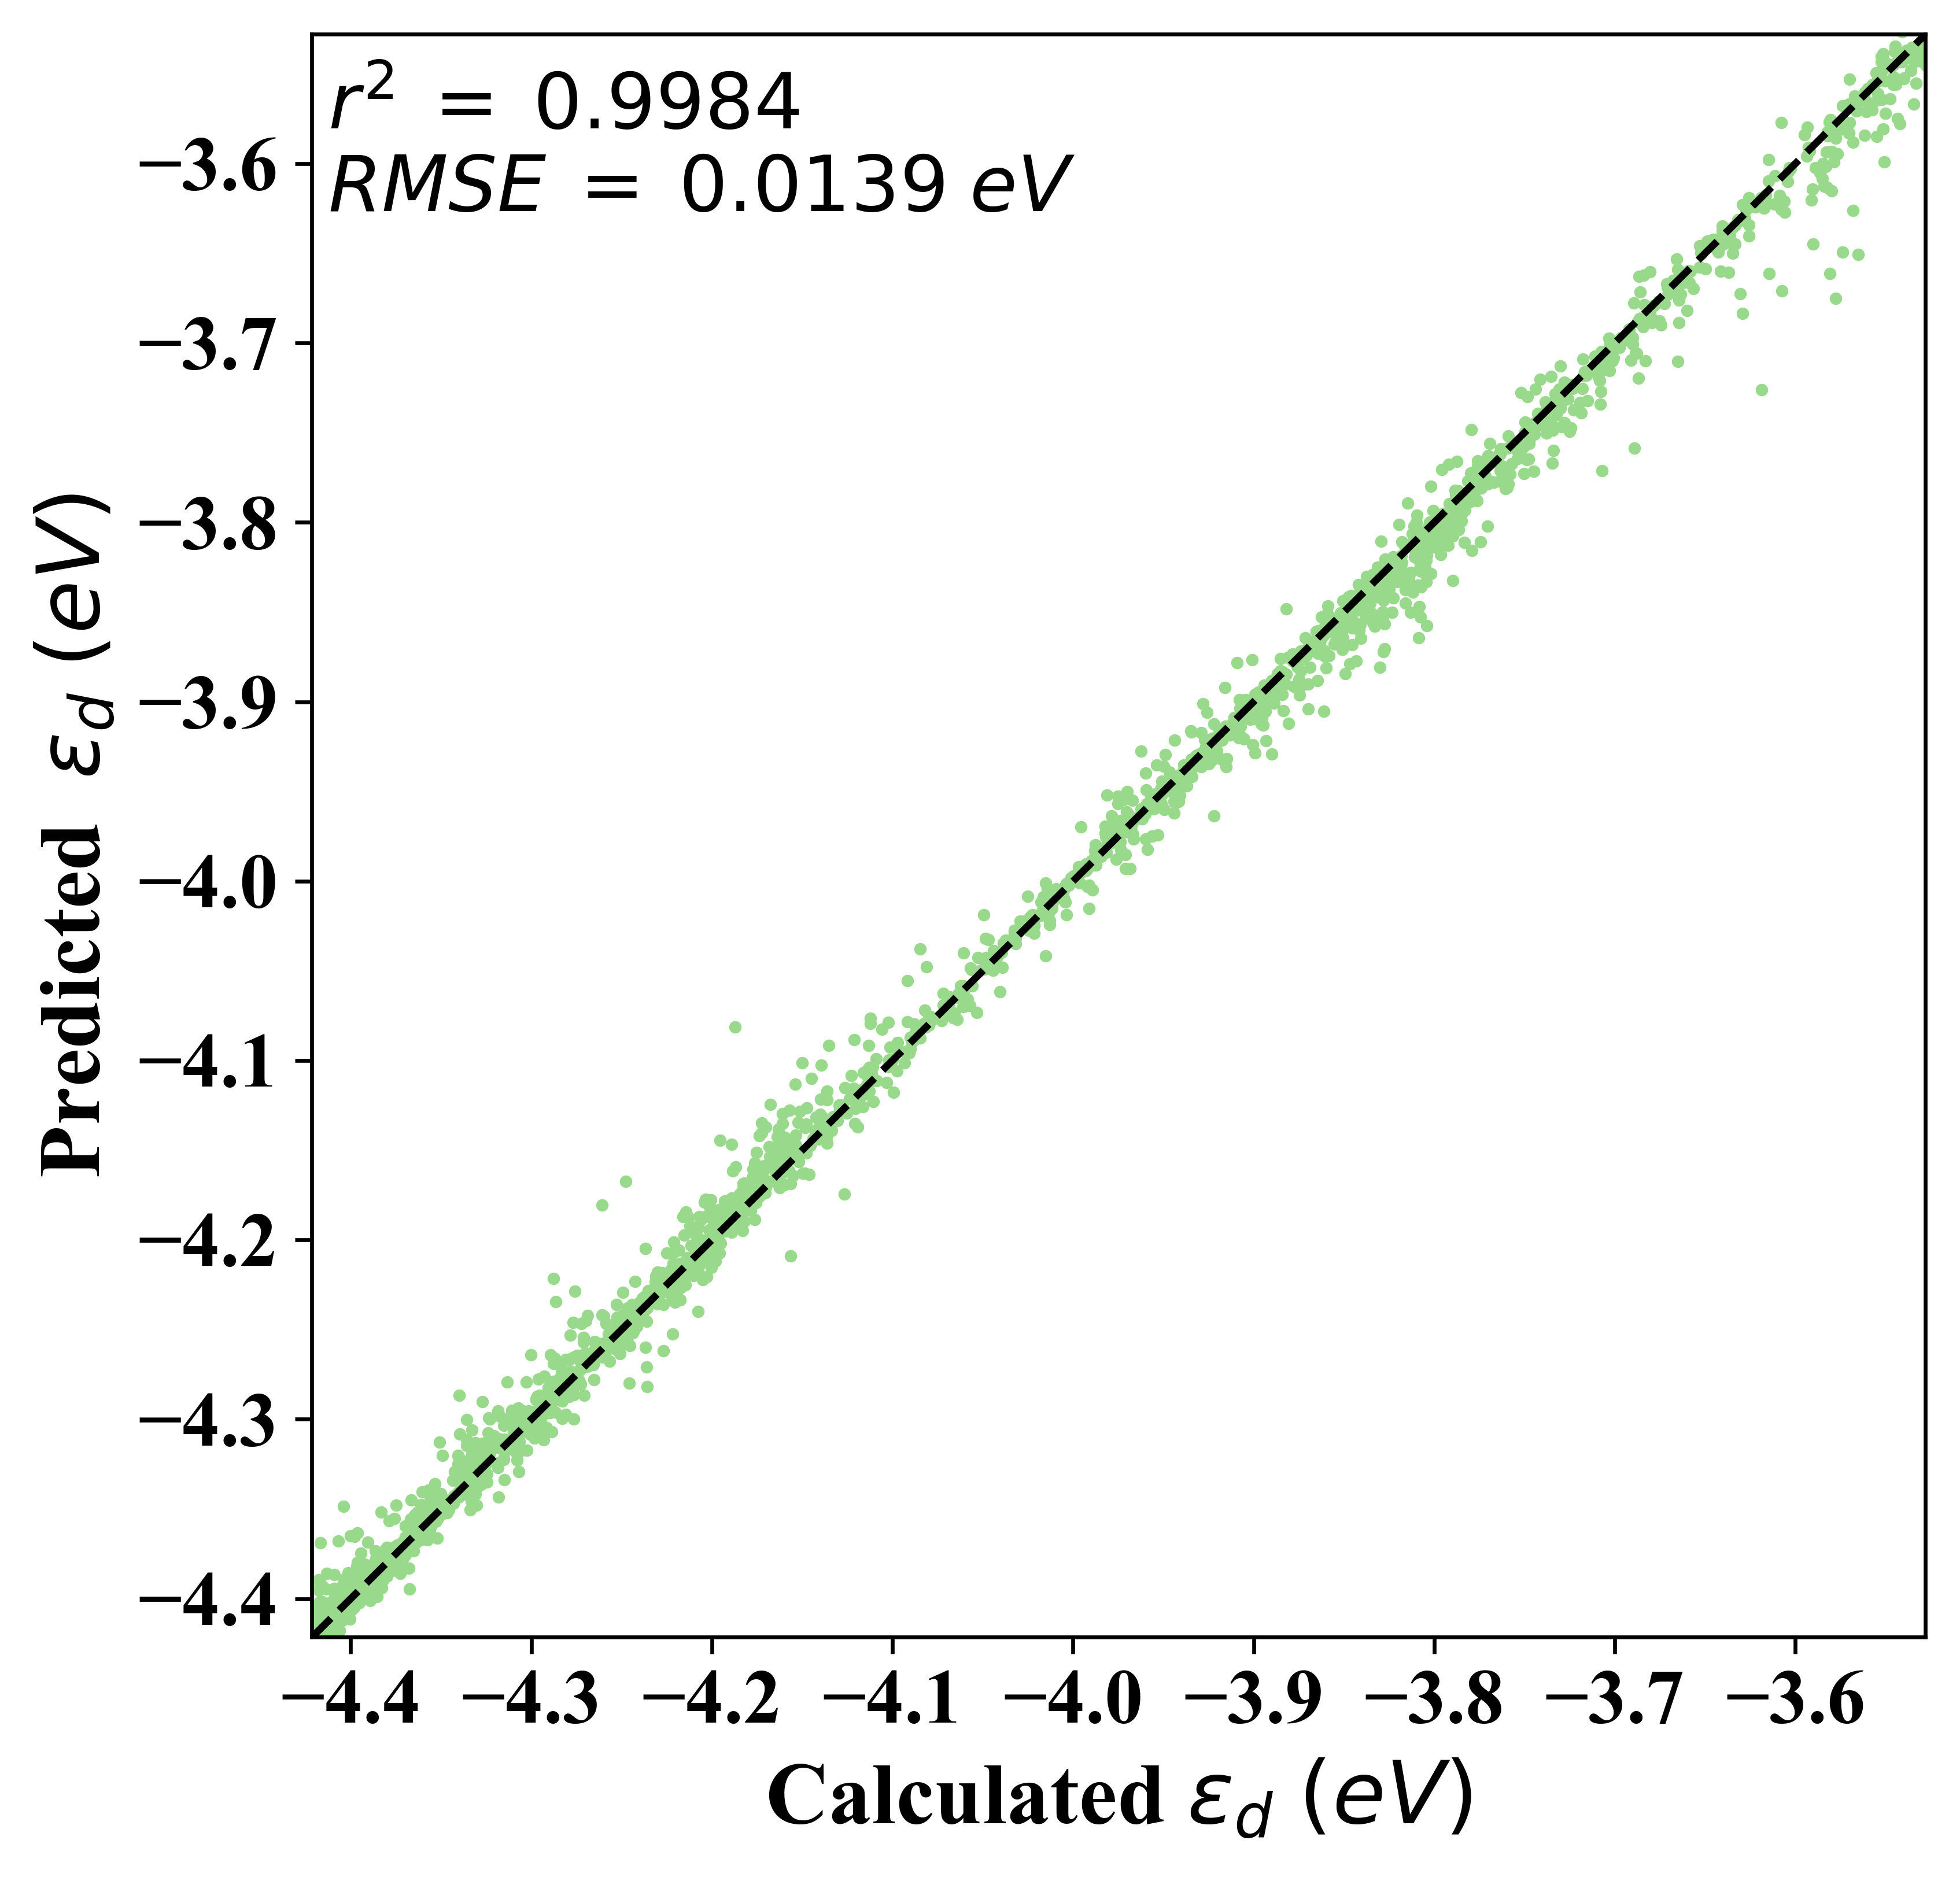 r² = 0.9984
RMSE = 0.0139 eV
Predicted ε_d (eV)
−3.6
−3.7
−3.8
−3.9
−4.0
−4.1
−4.2
−4.3
−4.4
−4.4 −4.3 −4.2 −4.1 −4.0 −3.9 −3.8 −3.7 −3.6
Calculated ε_d (eV)